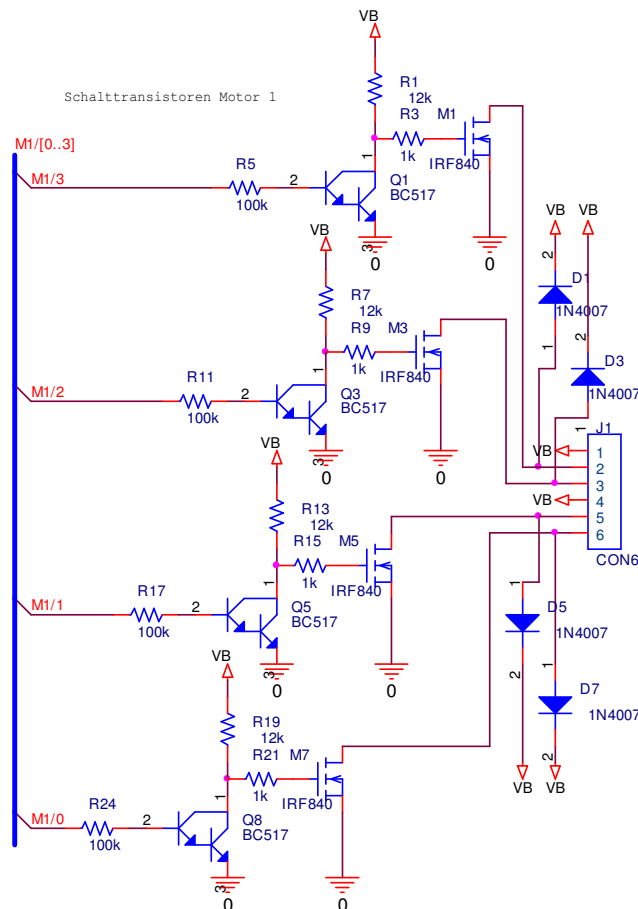 VB
Schalttransistoren Motor 1
R1
12k
R3
M1
1k
IRF840
M1/[0..3]
M1/3
R5
100k
2
1
Q1
BC517
3
0
0
VB
R7
12k
R9
M3
1k
IRF840
VB
VB
2
D1
1N4007
1
2
D3
1N4007
1
M1/2
R11
100k
2
1
Q3
BC517
3
0
0
J1
VB
1
2
3
VB
4
5
6
CON6
VB
R13
12k
R15
M5
1k
IRF840
M1/1
R17
100k
2
1
Q5
BC517
3
0
0
1
D5
1N4007
2
1
D7
1N4007
2
VB
VB
VB
R19
12k
R21
M7
1k
IRF840
M1/0
R24
100k
2
1
Q8
BC517
3
0
0